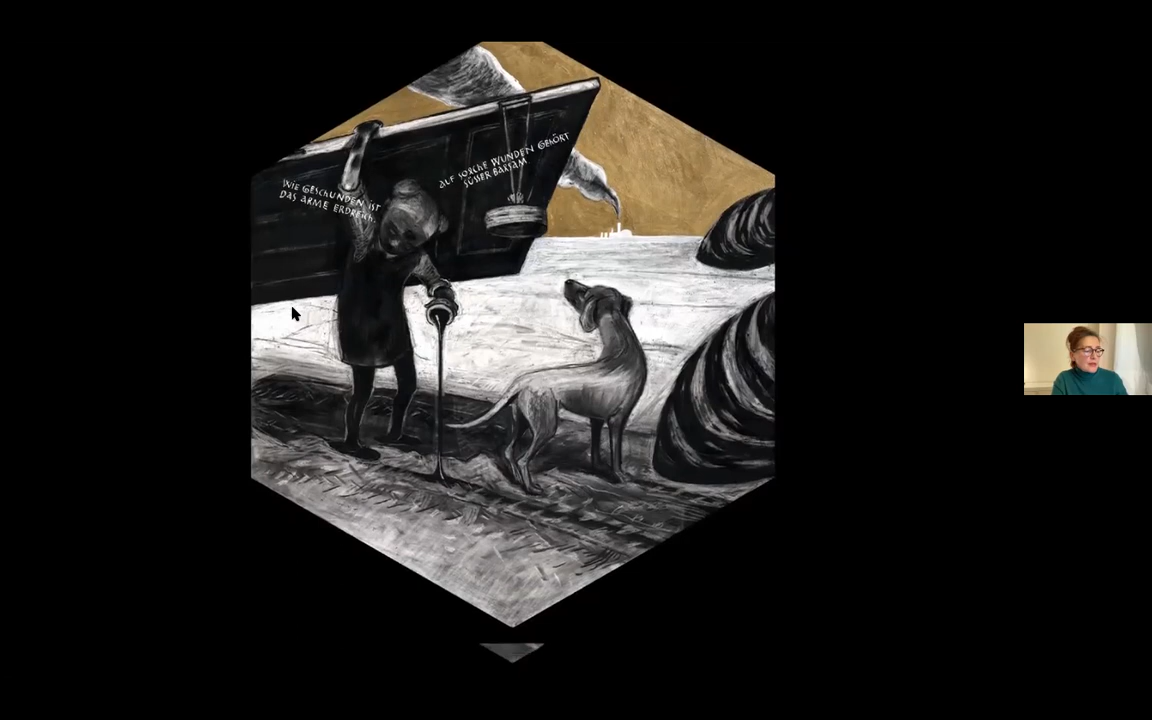 WIE GESCHUNDEN IST
DAS ARME ERDREICH.
AUF SOLCHE WUNDEN GEHÖRT
SÜSSER BALSAM